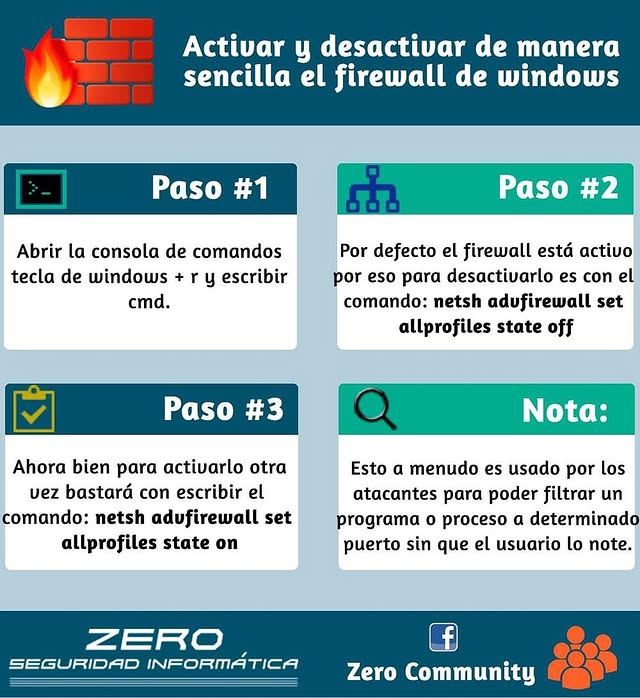 Activar y desactivar de manera
sencilla el firewall de windows
>_
Paso #1
Abrir la consola de comandos
tecla de windows + r y escribir
cmd.
Paso #2
Por defecto el firewall está activo
por eso para desactivarlo es con el
comando: netsh advfirewall set
allprofiles state off
Paso #3
Ahora bien para activarlo otra
vez bastará con escribir el
comando: netsh advfirewall set
allprofiles state on
Nota:
Esto a menudo es usado por los
atacantes para poder filtrar un
programa o proceso a determinado
puerto sin que el usuario lo note.
ZERO
SEGURIDAD INFORMÁTICA
f
Zero Community